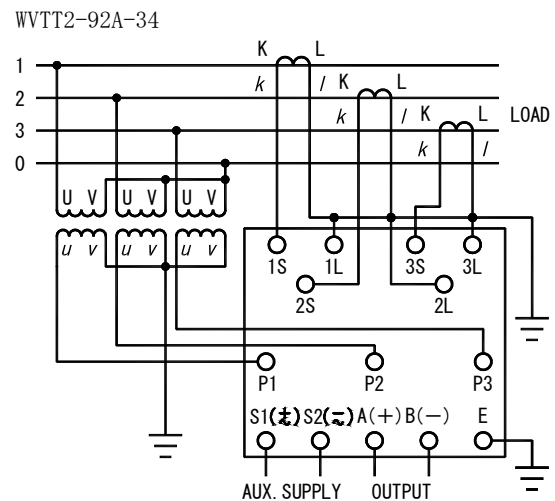 WVTT2-92A-34
K L
1
k l K L
2
k l K L LOAD
3
k l
0
U V U V U V
u v u v u v
1S 1L 3S 3L
2S 2L
P1 P2 P3
S1(±) S2(∓) A(+) B(−) E
AUX. SUPPLY OUTPUT